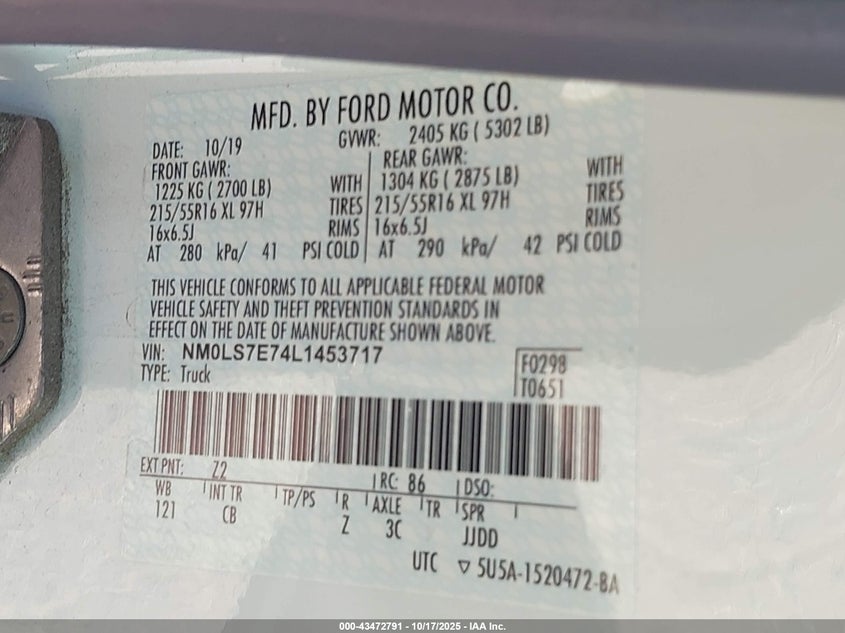 MFD. BY FORD MOTOR CO.
DATE: 10/19 GVWR: 2405 KG ( 5302 LB)
FRONT GAWR: REAR GAWR:
1225 KG ( 2700 LB) WITH 1304 KG ( 2875 LB) WITH
215/55R16 XL 97H TIRES 215/55R16 XL 97H TIRES
16x6.5J RIMS 16x6.5J RIMS
AT 280 kPa/ 41 PSI COLD AT 290 kPa/ 42 PSI COLD
THIS VEHICLE CONFORMS TO ALL APPLICABLE FEDERAL MOTOR
VEHICLE SAFETY AND THEFT PREVENTION STANDARDS IN
EFFECT ON THE DATE OF MANUFACTURE SHOWN ABOVE.
VIN: NM0LS7E74L1453717
F0298
TYPE: Truck
T0651
EXT PNT: Z2 RC: 86 DSO:
WB INT TR TP/PS R AXLE TR SPR
121 CB Z 3C JJDD
UTC ▽ 5U5A-1520472-BA
000-43472791 - 10/17/2025 - IAA Inc.